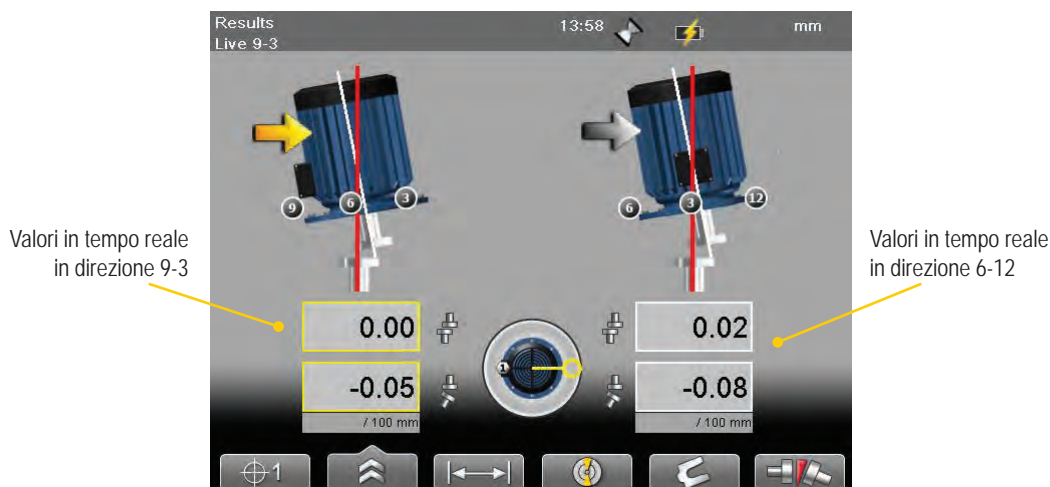 Results
Live 9-3
13:58
mm
9
6
3
6
3
12
Valori in tempo reale
in direzione 9-3
Valori in tempo reale
in direzione 6-12
0.00
0.02
1
-0.05
-0.08
/ 100 mm
/ 100 mm
1